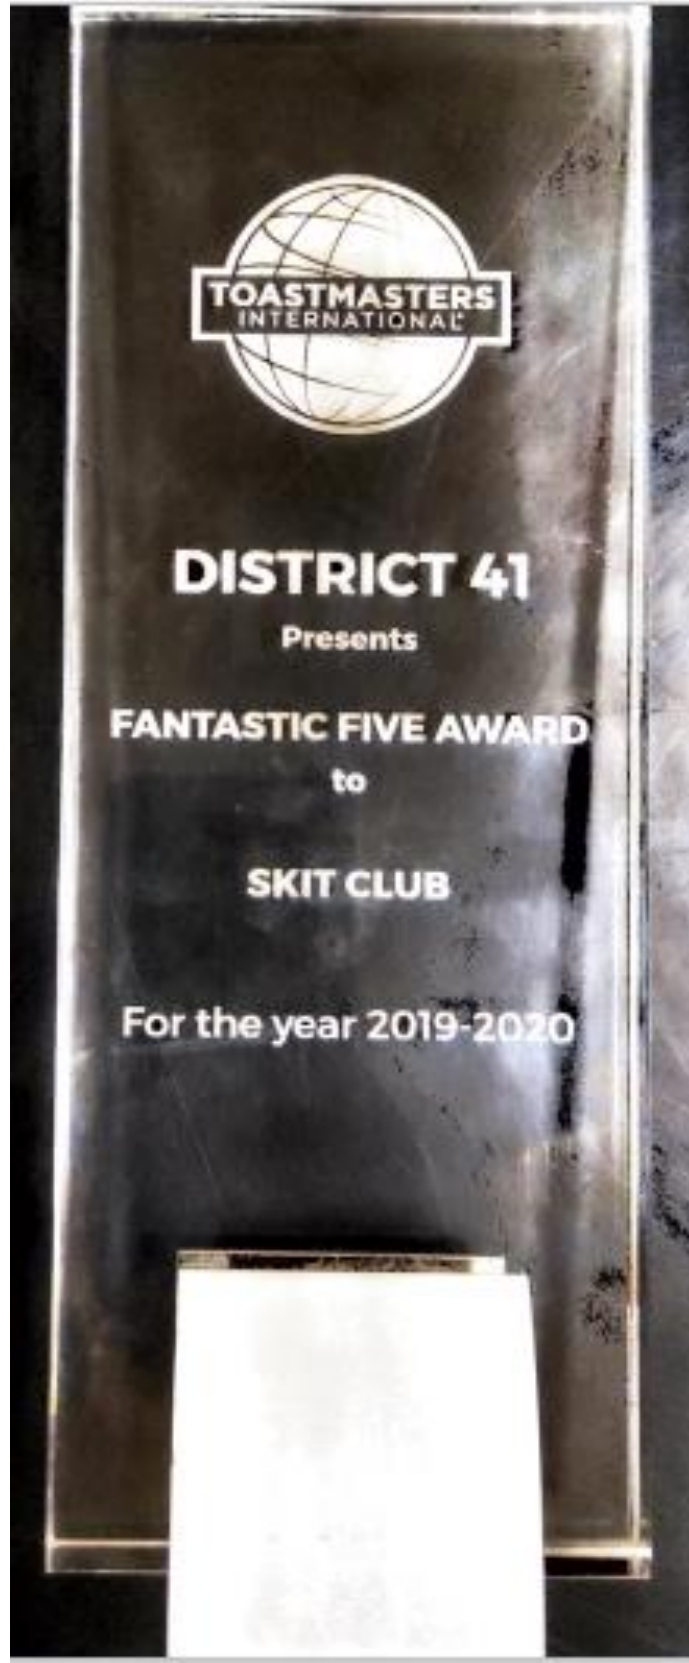 TOASTMASTERS
INTERNATIONAL
DISTRICT 41
Presents
FANTASTIC FIVE AWARD
to
SKIT CLUB
For the year 2019-2020